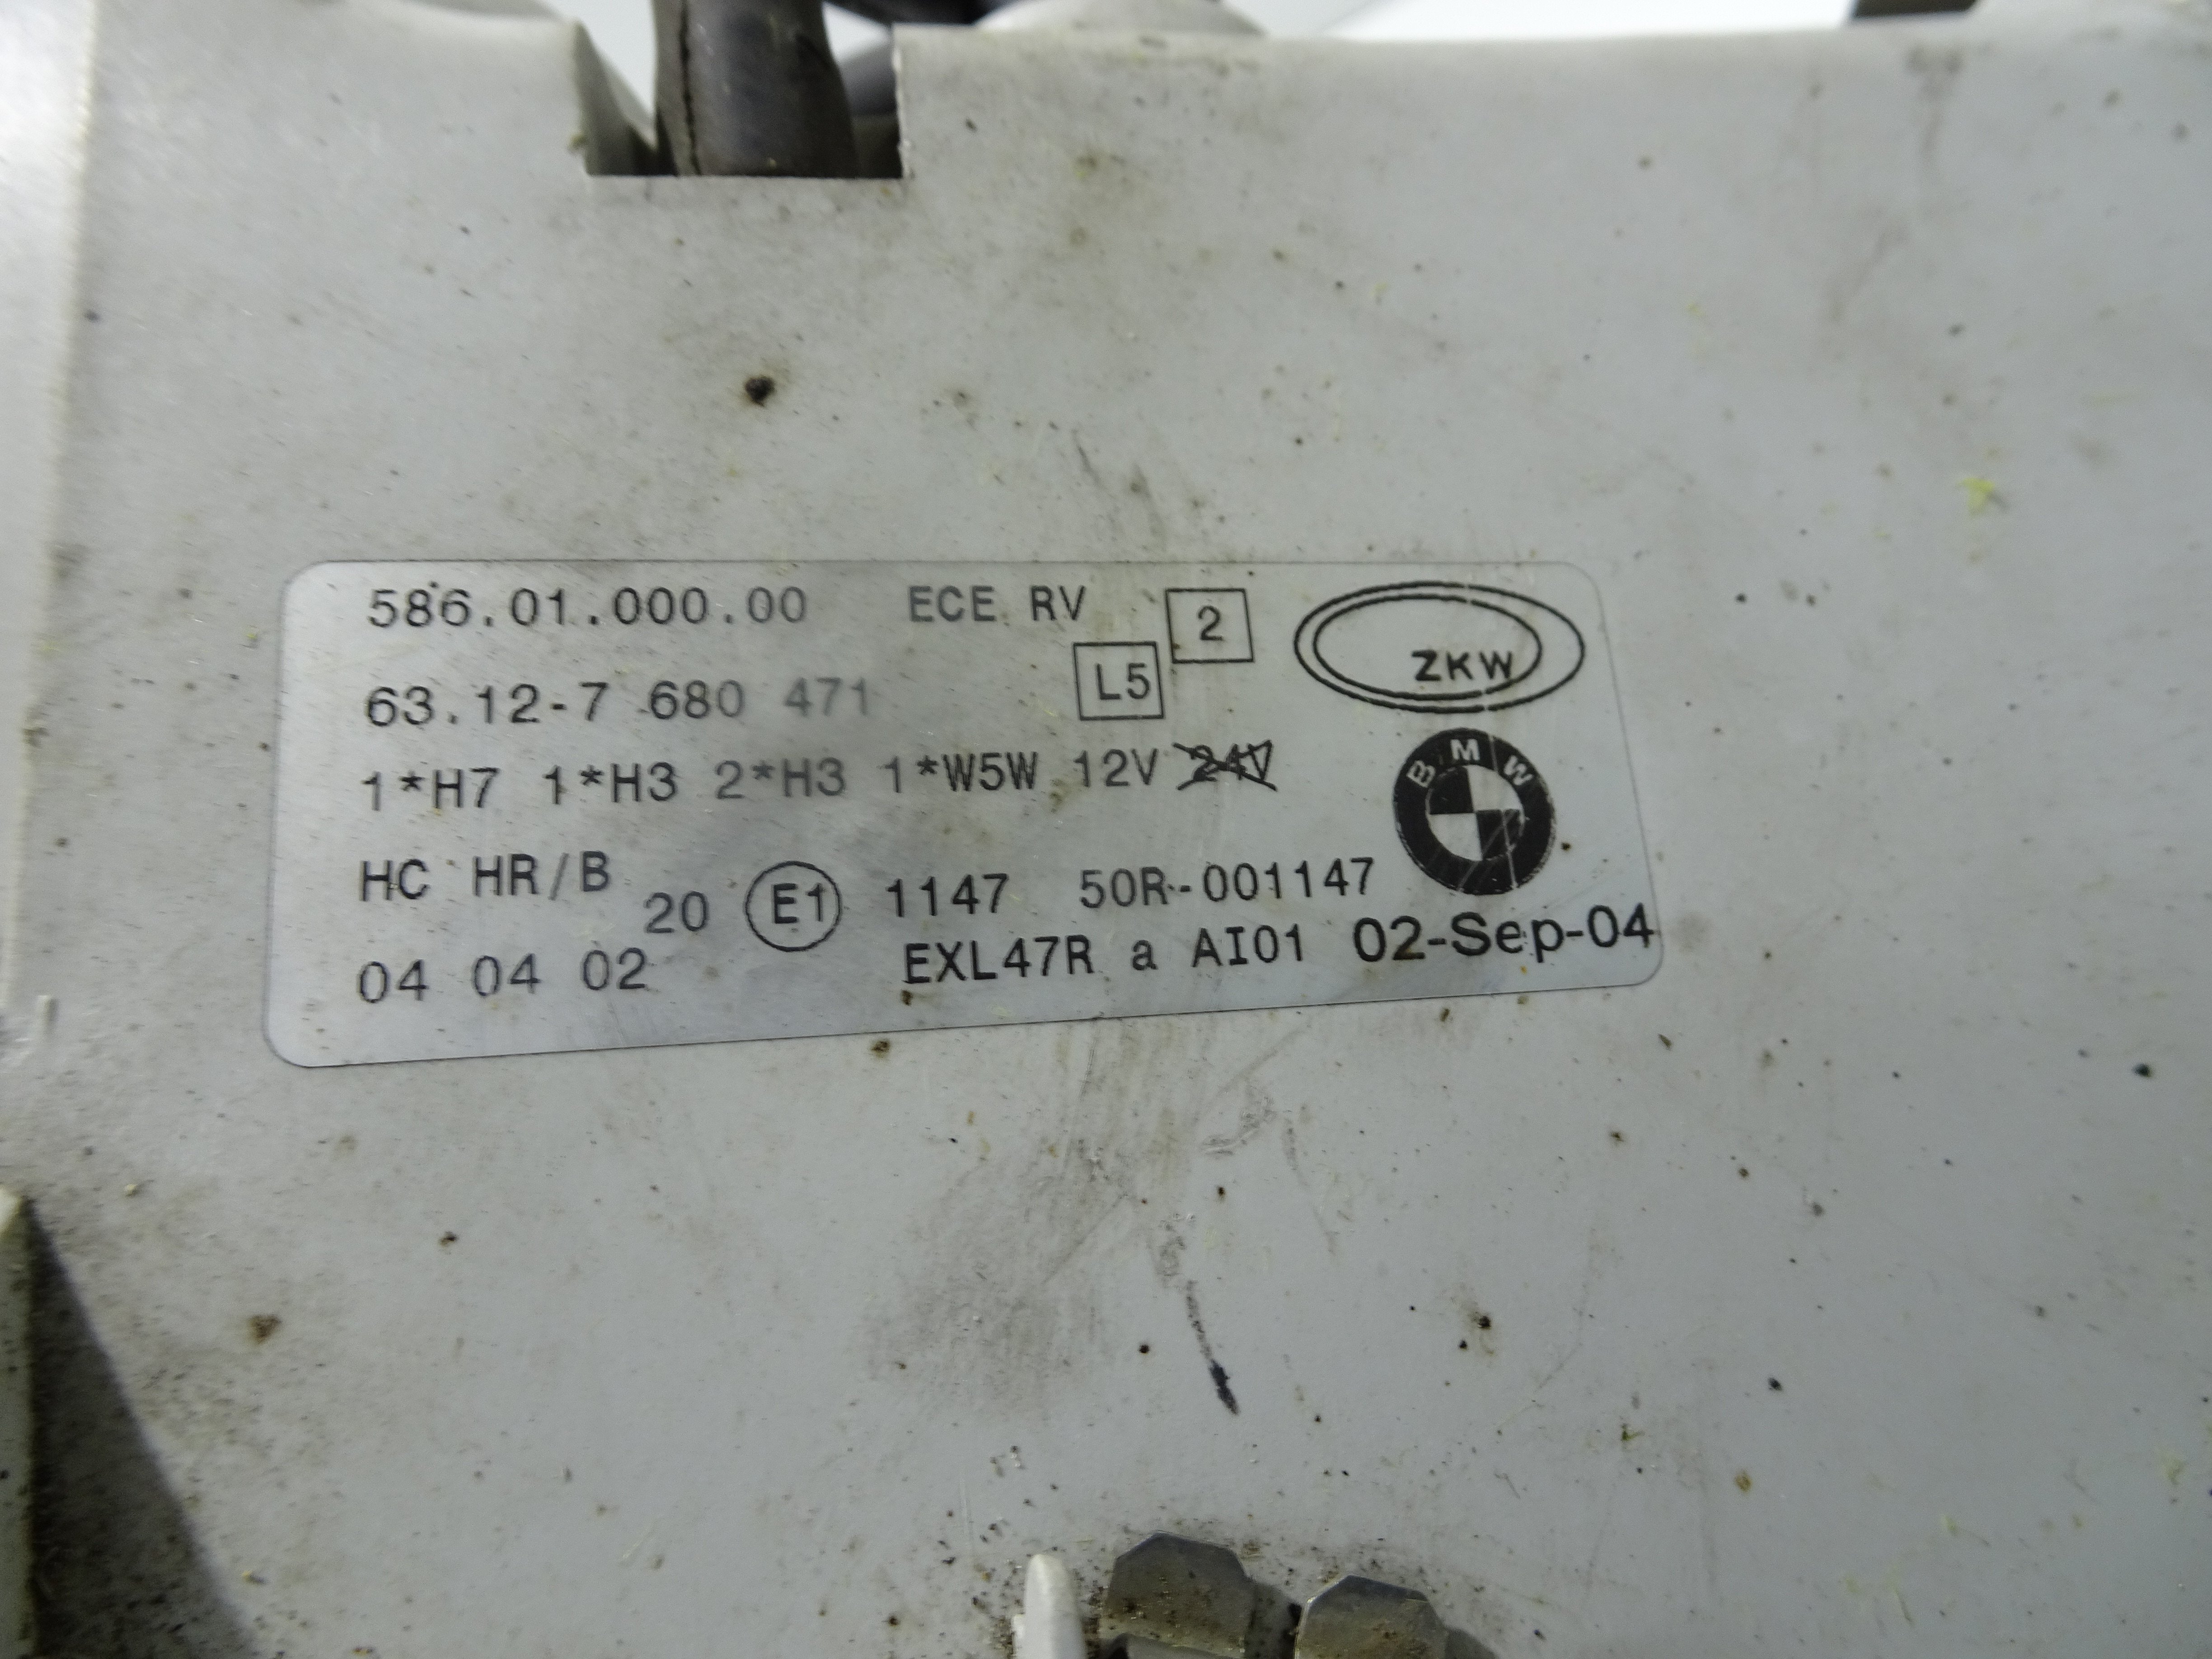 586.01.000.00 ECE RV 2 ZKW
63.12-7 680 471 L5
1*H7 1*H3 2*H3 1*W5W 12V 24V
BMW
HC HR/B 20 E1 1147 50R-001147
04 04 02 EXL47R a AI01 02-Sep-04